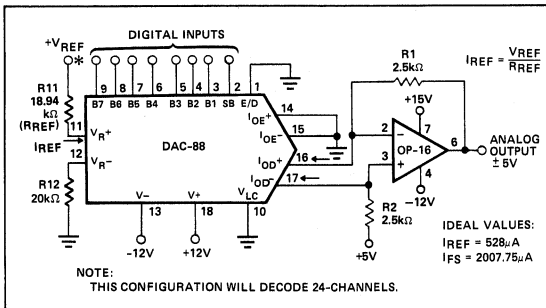 DIGITAL INPUTS
+VREF
*
9 8 7 6 5 4 3 2 1
B7 B6 B5 B4 B3 B2 B1 SB E/D
R11
18.94
kΩ
(RREF)
11
IREF
VR+
12
VR−
R12
20kΩ
DAC-88
IOE+
14
IOE−
15
IOD+
16
IOD−
17
V−
V+
VLC
13
18
10
−12V
+12V
R1
2.5kΩ
IREF = VREF
RREF
+15V
2
−
7
OP-16
6
3
+
4
−12V
ANALOG
OUTPUT
±5V
R2
2.5kΩ
+5V
IDEAL VALUES:
IREF = 528μA
IFS = 2007.75μA
NOTE:
THIS CONFIGURATION WILL DECODE 24-CHANNELS.